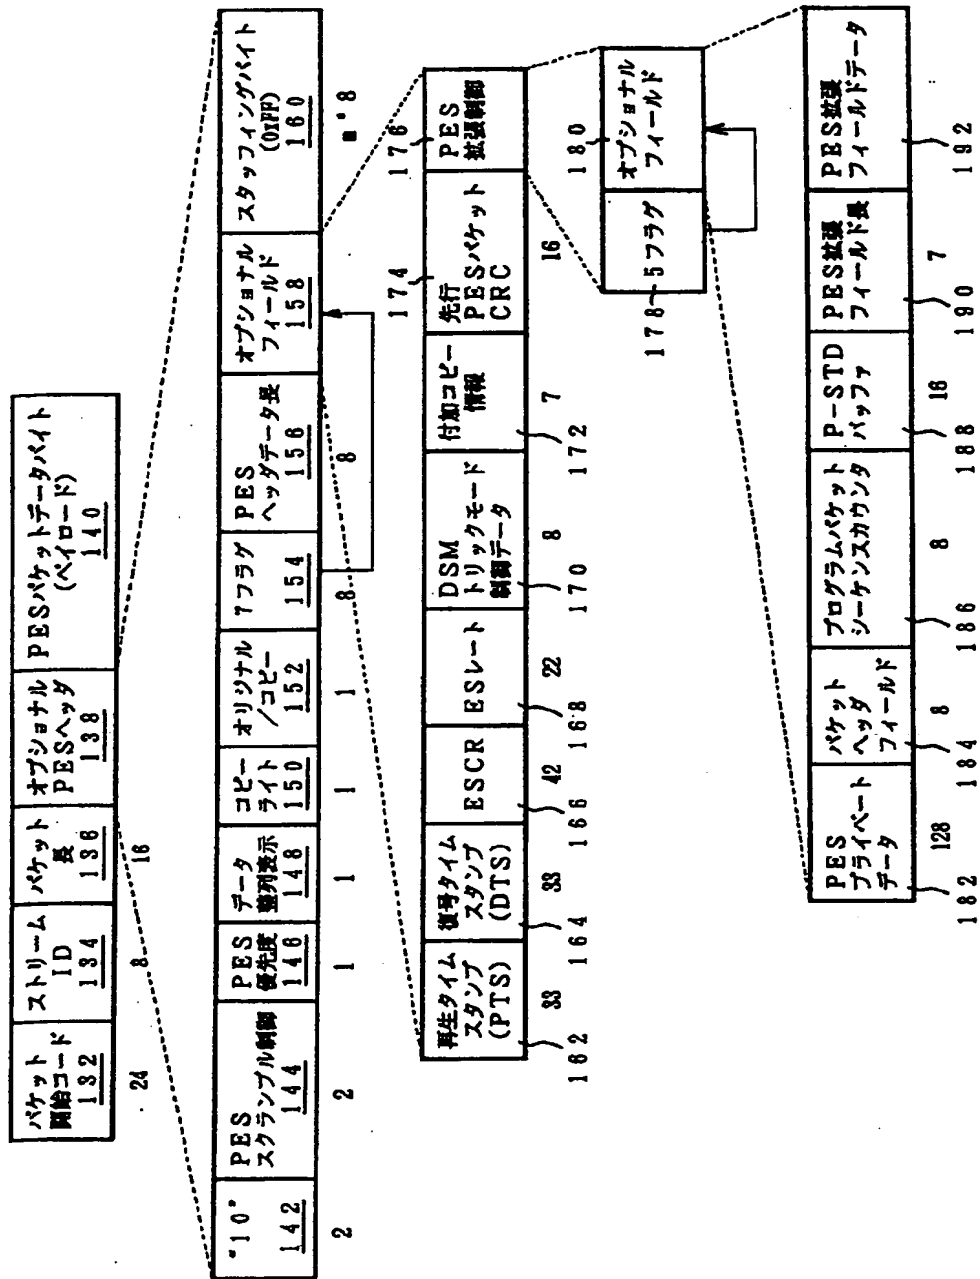 パケット
開始コード
132
24
ストリーム
ID
134
8
パケット
長
136
16
オプショナル
PESヘッダ
138
PESパケットデータバイト
(ペイロード)
140
"10"
142
2
PES
スクランブル制御
144
2
PES
優先度
146
1
データ
整列表示
148
1
コピー
ライト
150
1
オリジナル
/コピー
152
1
7フラグ
154
8
PES
ヘッダデータ長
156
8
オプショナル
フィールド
158
スタッフィングバイト
(0xFF)
160
m*8
再生タイム
スタンプ
(PTS)
33
162
復号タイム
スタンプ
(DTS)
33
164
ESCR
42
166
ESレート
22
168
DSM
トリックモード
制御データ
8
170
付加コピー
情報
7
172
先行
PESパケット
CRC
16
174
PES
拡張制御
176
5フラグ
178
オプショナル
フィールド
180
PES
プライベート
データ
128
182
パケット
ヘッダ
フィールド
8
184
プログラムパケット
シーケンスカウンタ
8
186
P-STD
バッファ
16
188
PES拡張
フィールド長
7
190
PES拡張
フィールドデータ
192